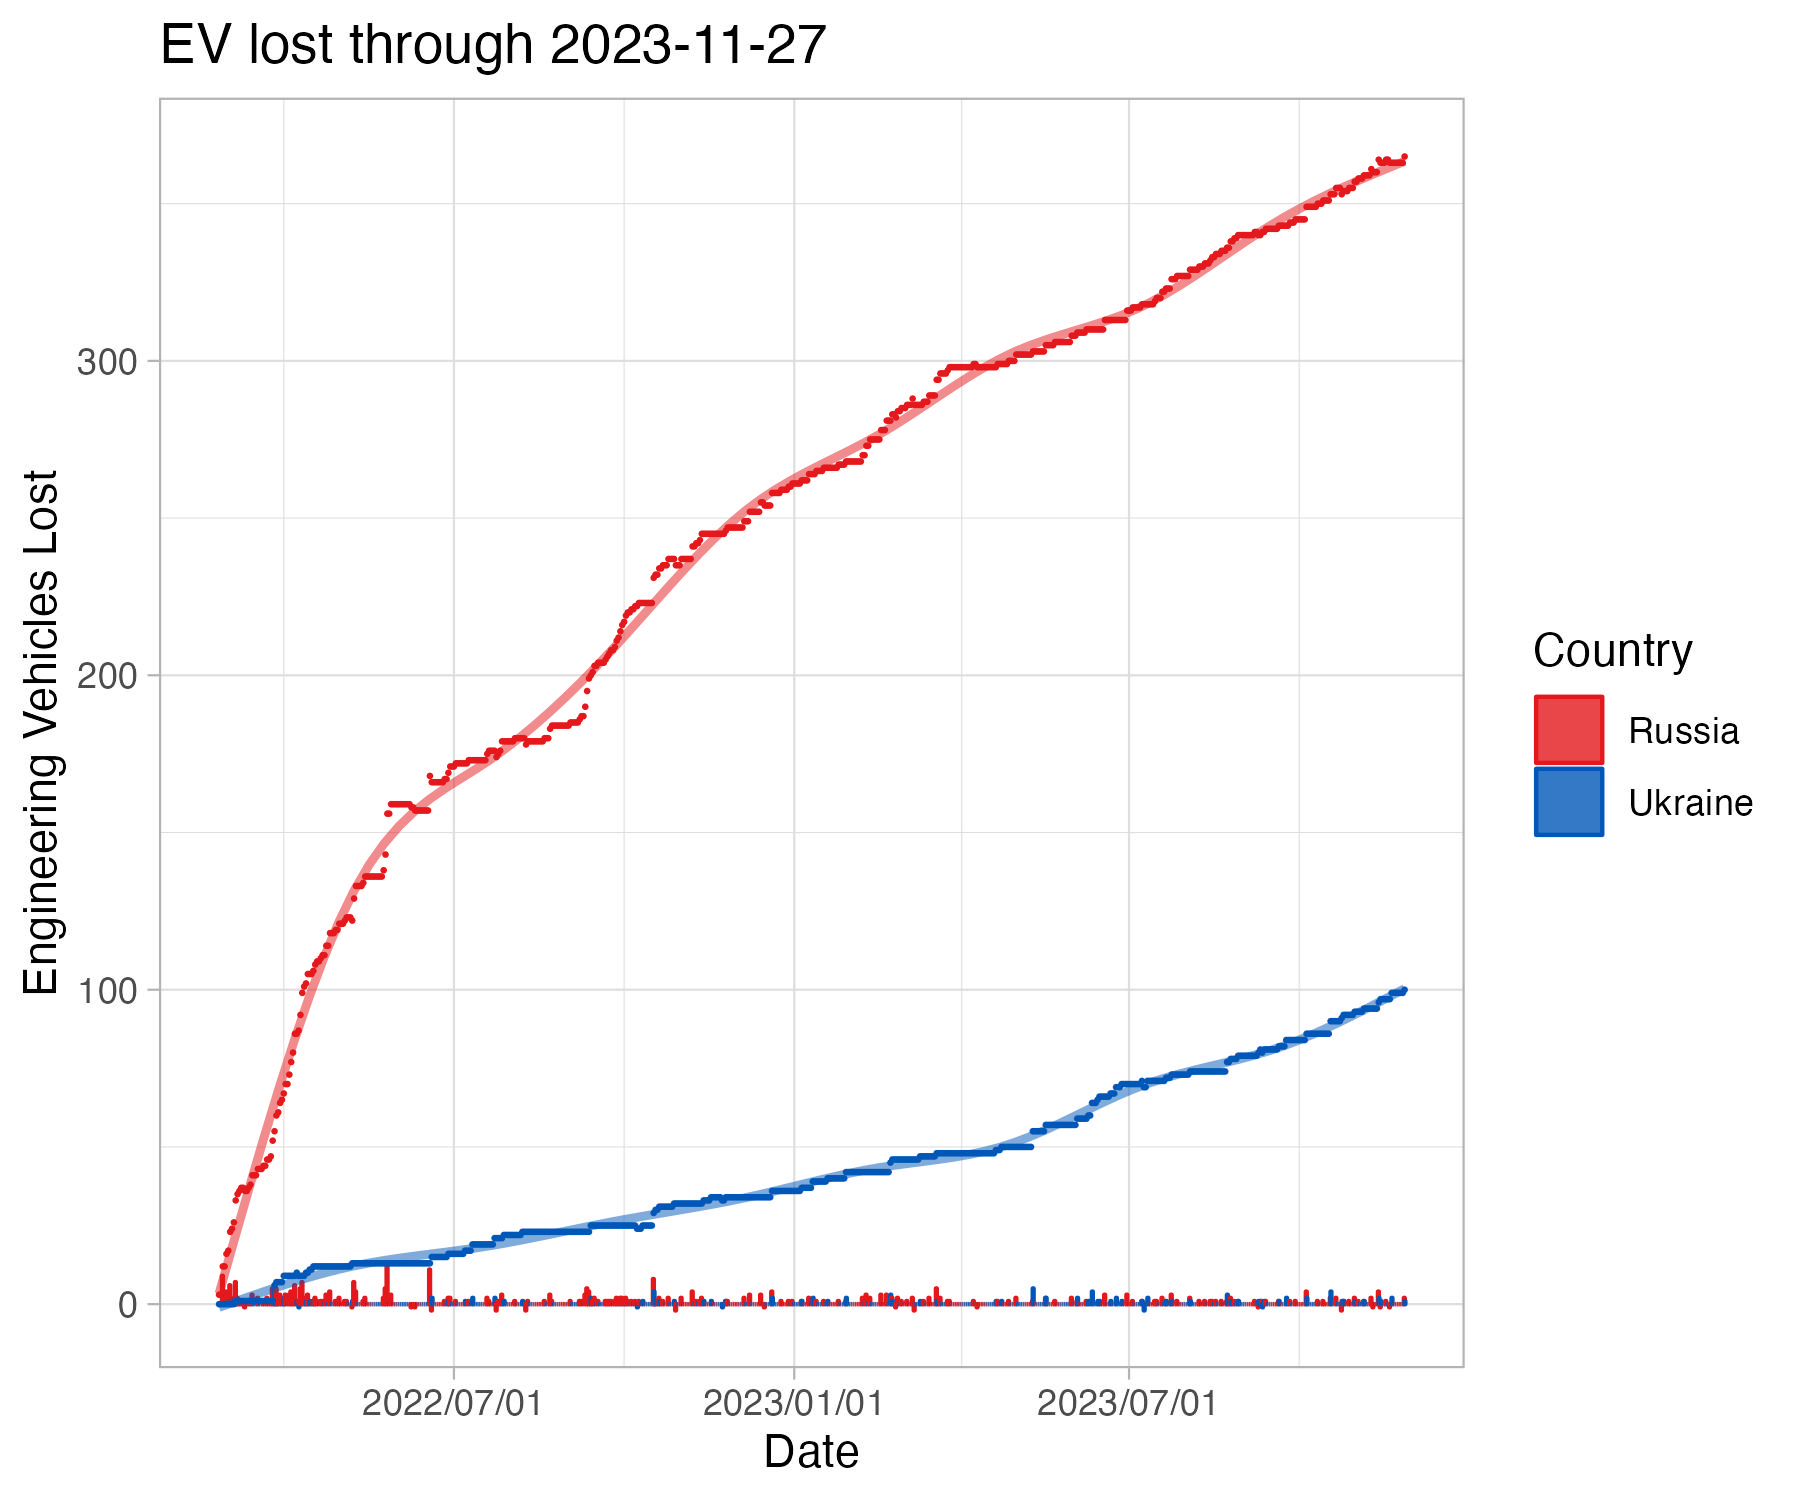 EV lost through 2023-11-27
Engineering Vehicles Lost
300
200
100
0
2022/07/01
2023/01/01
2023/07/01
Date
Country
Russia
Ukraine